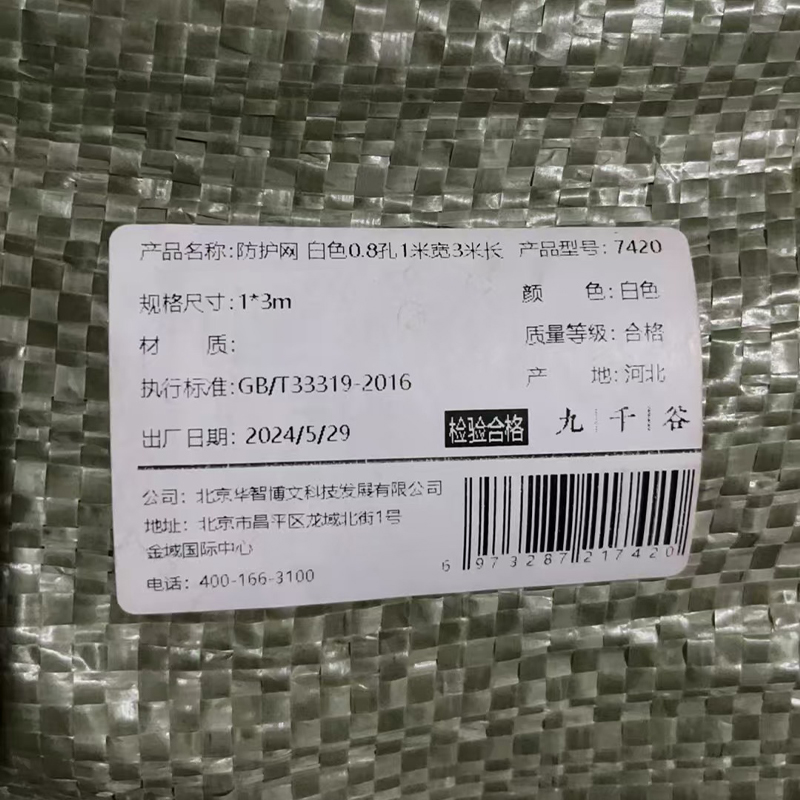 产品名称:防护网 白色0.8孔1米宽3米长 产品型号:7420
规格尺寸:1*3m 颜 色:白色
材 质: 质量等级:合格
执行标准:GB/T33319-2016 产 地:河北
出厂日期:2024/5/29 检验合格 九千谷
公司:北京华智博文科技发展有限公司
地址:北京市昌平区龙域北街1号
金域国际中心
电话:400-166-3100
6 973287 217420